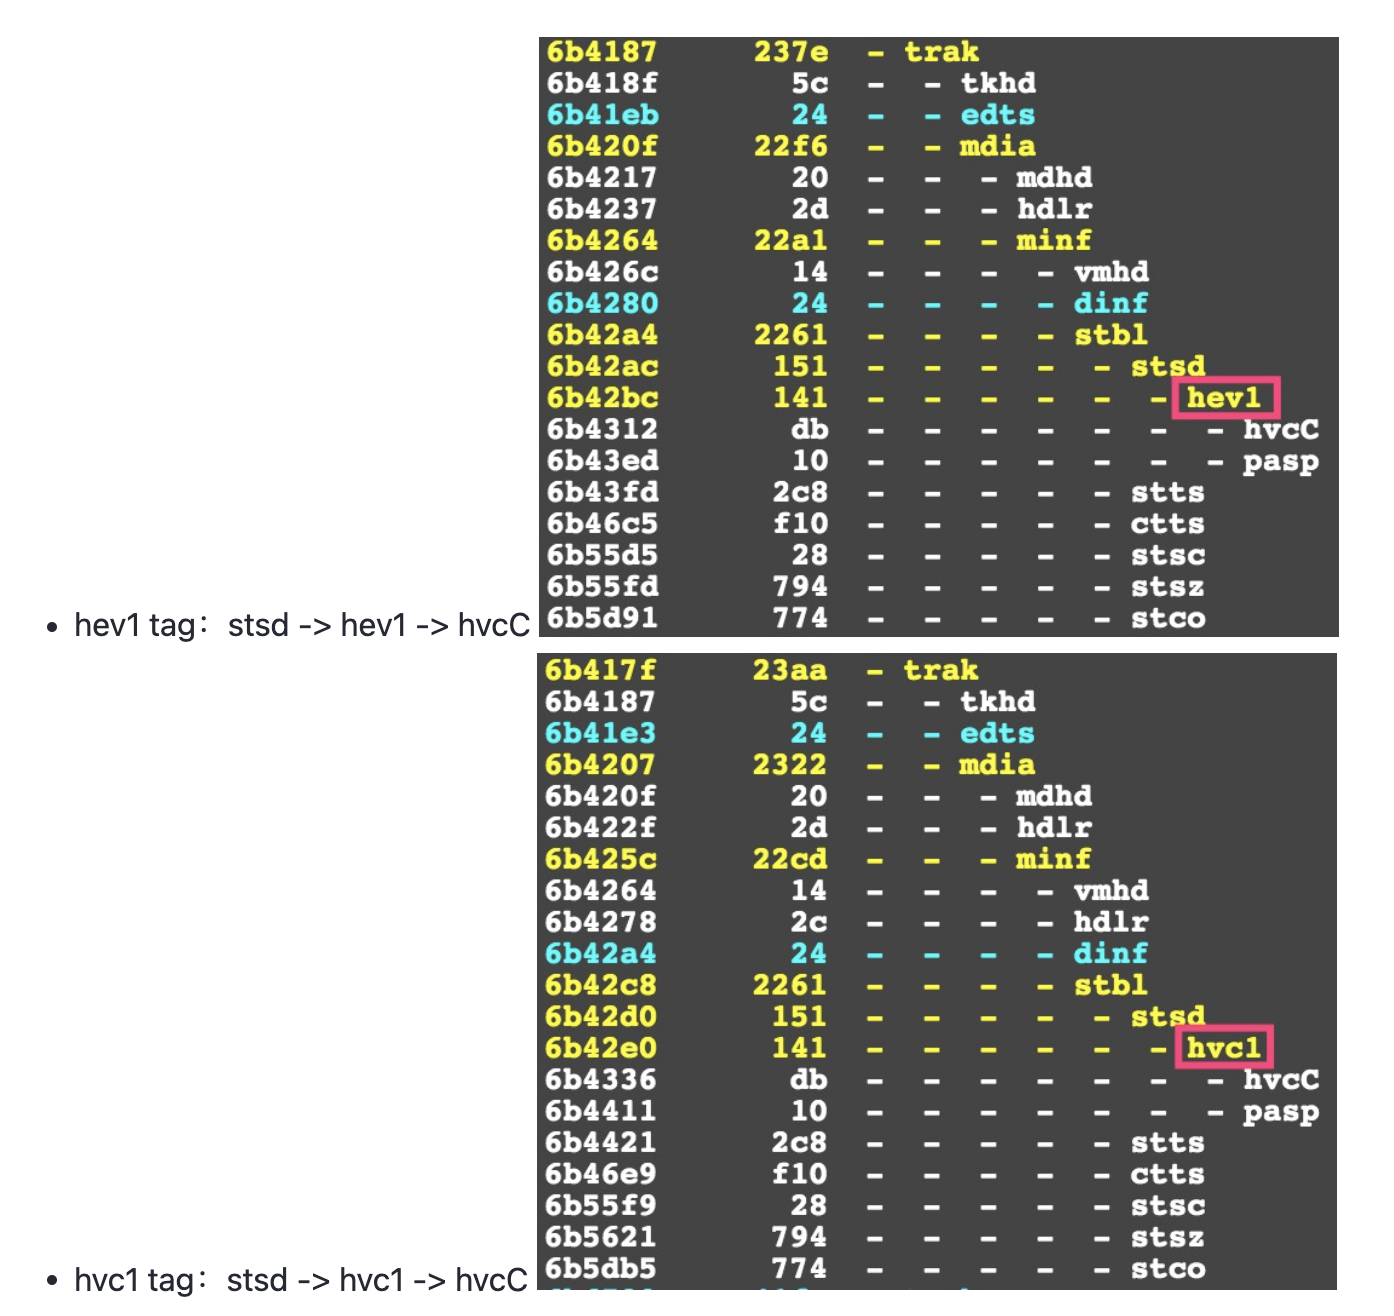 6b4187 237e - trak
6b418f 5c - - tkhd
6b41eb 24 - - edts
6b420f 22f6 - - mdia
6b4217 20 - - - mdhd
6b4237 2d - - - hdlr
6b4264 22a1 - - - minf
6b426c 14 - - - - vmhd
6b4280 24 - - - - dinf
6b42a4 2261 - - - - stbl
6b42ac 151 - - - - - stsd
6b42bc 141 - - - - - - hev1
6b4312 db - - - - - - - hvcC
6b43ed 10 - - - - - - - pasp
6b43fd 2c8 - - - - - stts
6b46c5 f10 - - - - - ctts
6b55d5 28 - - - - - stsc
6b55fd 794 - - - - - stsz
6b5d91 774 - - - - - stco
• hev1 tag：stsd -> hev1 -> hvcC
6b417f 23aa - trak
6b4187 5c - - tkhd
6b41e3 24 - - edts
6b4207 2322 - - mdia
6b420f 20 - - - mdhd
6b422f 2d - - - hdlr
6b425c 22cd - - - minf
6b4264 14 - - - - vmhd
6b4278 2c - - - - hdlr
6b42a4 24 - - - - dinf
6b42c8 2261 - - - - stbl
6b42d0 151 - - - - - stsd
6b42e0 141 - - - - - - hvc1
6b4336 db - - - - - - - hvcC
6b4411 10 - - - - - - - pasp
6b4421 2c8 - - - - - stts
6b46e9 f10 - - - - - ctts
6b55f9 28 - - - - - stsc
6b5621 794 - - - - - stsz
6b5db5 774 - - - - - stco
• hvc1 tag：stsd -> hvc1 -> hvcC